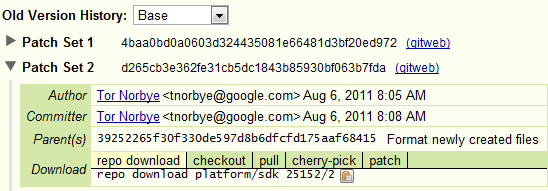 Old Version History: Base
Patch Set 1 4baa0bd0a0603d324435081e66481d3bf20ed972 (gitweb)
Patch Set 2 d265cb3e362fe31cb5dc1843b85930bf063b7fda (gitweb)
Author Tor Norbye <tnorbye@google.com> Aug 6, 2011 8:05 AM
Committer Tor Norbye <tnorbye@google.com> Aug 6, 2011 8:08 AM
Parent(s) 39252265f30f330de597d8b6dfcfd175aaf68415 Format newly created files
Download repo download checkout pull cherry-pick patch
repo download platform/sdk 25152/2